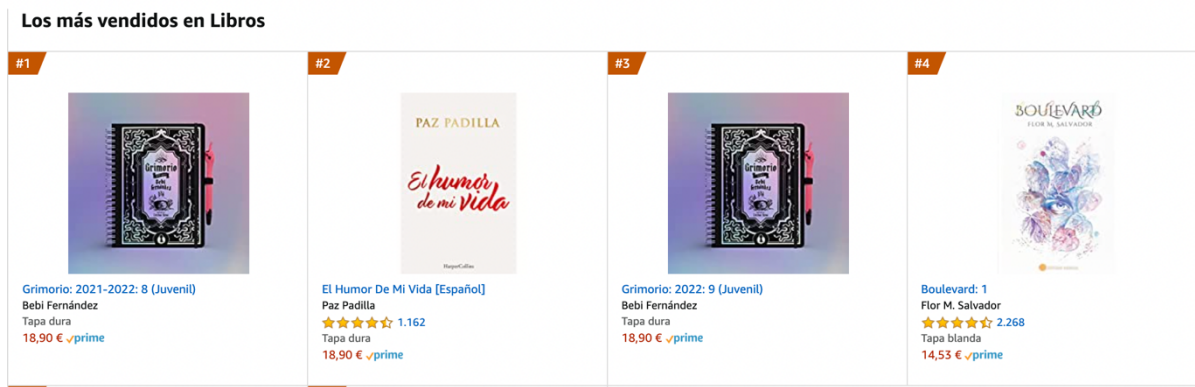 Los más vendidos en Libros
#1
Grimorio
Bebi
Fernández
Grimorio: 2021-2022: 8 (Juvenil)
Bebi Fernández
Tapa dura
18,90 € prime
#2
PAZ PADILLA
El humor
de mi vida
HarperCollins
El Humor De Mi Vida [Español]
Paz Padilla
1.162
Tapa dura
18,90 € prime
#3
Grimorio
Bebi
Fernández
Grimorio: 2022: 9 (Juvenil)
Bebi Fernández
Tapa dura
18,90 € prime
#4
BOULEVARD
FLOR M. SALVADOR
Boulevard: 1
Flor M. Salvador
2.268
Tapa blanda
14,53 € prime